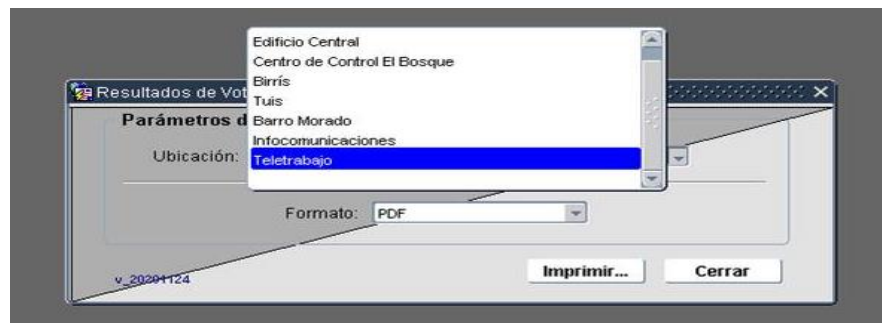 Edificio Central
Centro de Control El Bosque
Birrís
Tuis
Barro Morado
Infocomunicaciones
Teletrabajo
Resultados de Vot
Parámetros d
Ubicación:
Formato: PDF
v_20201124
Imprimir... Cerrar